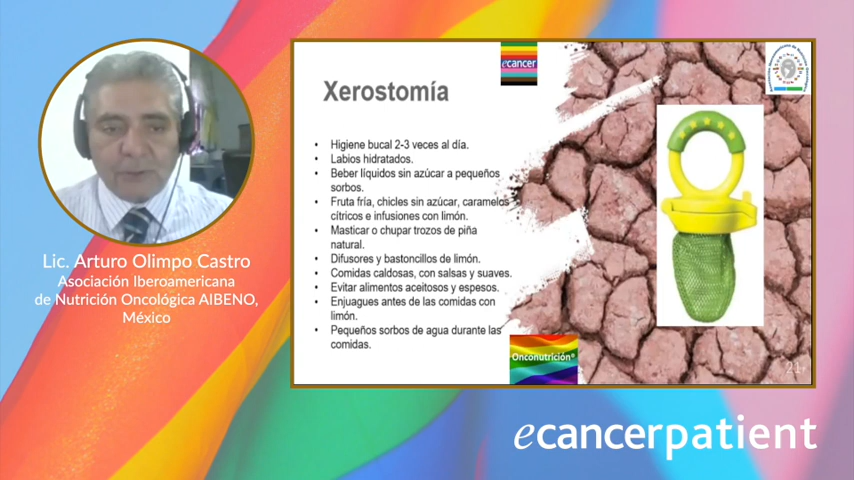 Xerostomía
ecancer
• Higiene bucal 2-3 veces al día.
• Labios hidratados.
• Beber líquidos sin azúcar a pequeños
sorbos.
• Fruta fría, chicles sin azúcar, caramelos
cítricos e infusiones con limón.
• Masticar o chupar trozos de piña
natural.
• Difusores y bastoncillos de limón.
• Comidas caldosas, con salsas y suaves.
• Evitar alimentos aceitosos y espesos.
• Enjuagues antes de las comidas con
limón.
• Pequeños sorbos de agua durante las
comidas.
Onconutrición®
21
Lic. Arturo Olimpo Castro
Asociación Iberoamericana
de Nutrición Oncológica AIBENO,
México
ecancerpatient